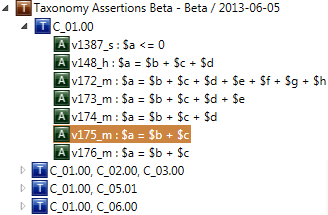 T Taxonomy Assertions Beta - Beta / 2013-06-05
T C_01.00
A v1387_s : $a <= 0
A v148_h : $a = $b + $c + $d
A v172_m : $a = $b + $c + $d + $e + $f + $g + $h
A v173_m : $a = $b + $c + $d + $e
A v174_m : $a = $b + $c + $d
A v175_m : $a = $b + $c
A v176_m : $a = $b + $c
T C_01.00, C_02.00, C_03.00
T C_01.00, C_05.01
T C_01.00, C_06.00